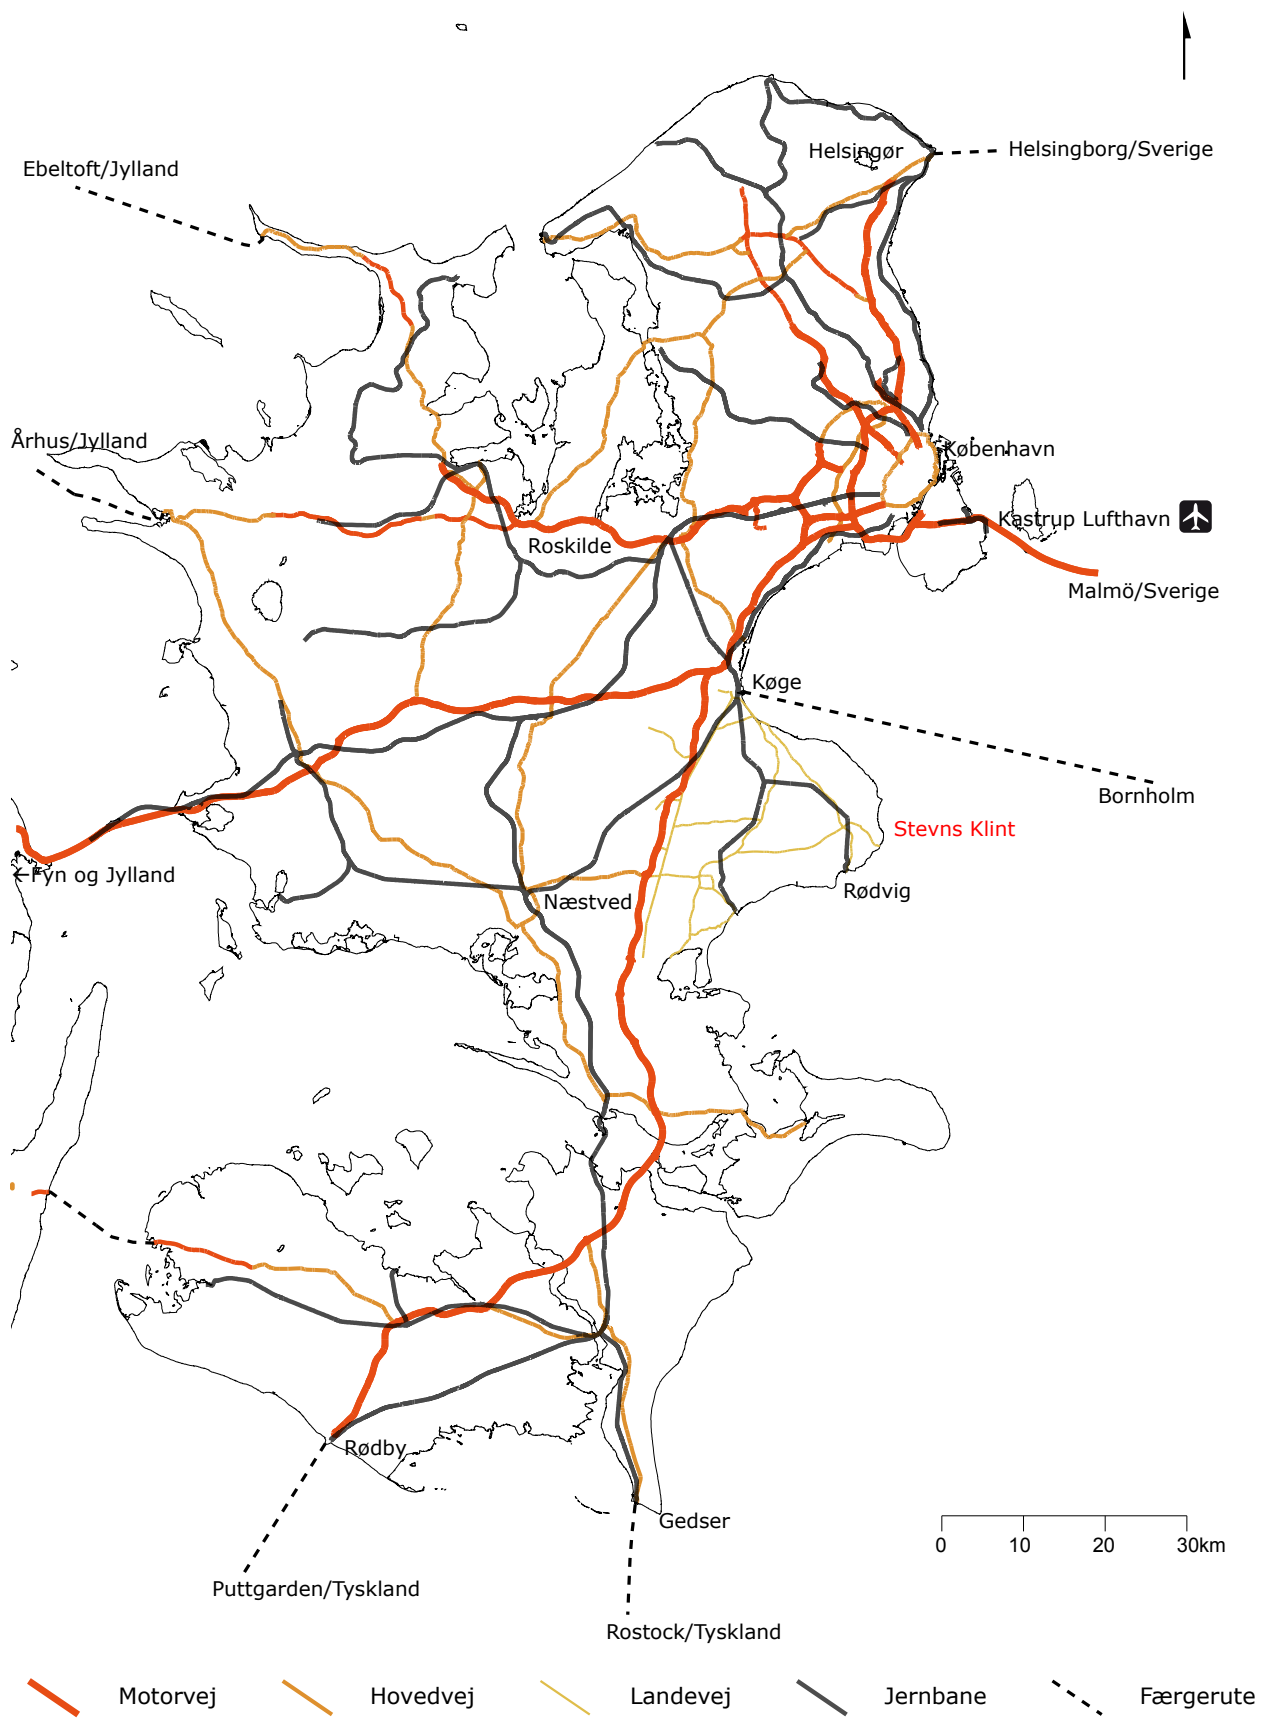 Helsingør
Helsingborg/Sverige
Ebeltoft/Jylland
Århus/Jylland
København
Kastrup Lufthavn
Roskilde
Malmö/Sverige
Køge
Bornholm
Stevns Klint
←Fyn og Jylland
Rødvig
Næstved
Rødby
Gedser
0 10 20 30km
Puttgarden/Tyskland
Rostock/Tyskland
Motorvej Hovedvej Landevej Jernbane Færgerute